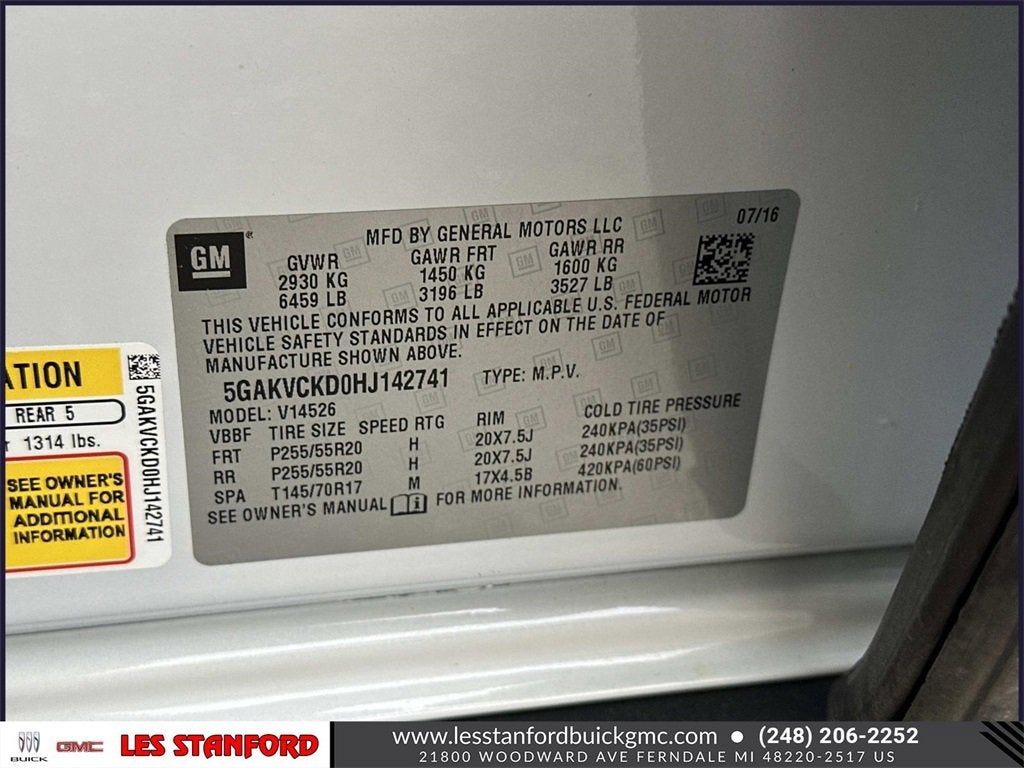 07/16
GM
MFD BY GENERAL MOTORS LLC
GVWR GAWR FRT GAWR RR
2930 KG 1450 KG 1600 KG
6459 LB 3196 LB 3527 LB
THIS VEHICLE CONFORMS TO ALL APPLICABLE U.S. FEDERAL MOTOR
VEHICLE SAFETY STANDARDS IN EFFECT ON THE DATE OF
MANUFACTURE SHOWN ABOVE.
5GAKVCKD0HJ142741 TYPE: M.P.V.
MODEL: V14526
VBBF TIRE SIZE SPEED RTG RIM COLD TIRE PRESSURE
FRT P255/55R20 H 20X7.5J 240KPA(35PSI)
RR P255/55R20 H 20X7.5J 240KPA(35PSI)
SPA T145/70R17 M 17X4.5B 420KPA(60PSI)
SEE OWNER'S MANUAL FOR MORE INFORMATION.
ATION
REAR 5
r 1314 lbs.
SEE OWNER'S
MANUAL FOR
ADDITIONAL
INFORMATION
5GAKVCKD0HJ142741
BUICK
GMC
LES STANFORD
www.lesstanfordbuickgmc.com • (248) 206-2252
21800 WOODWARD AVE FERNDALE MI 48220-2517 US